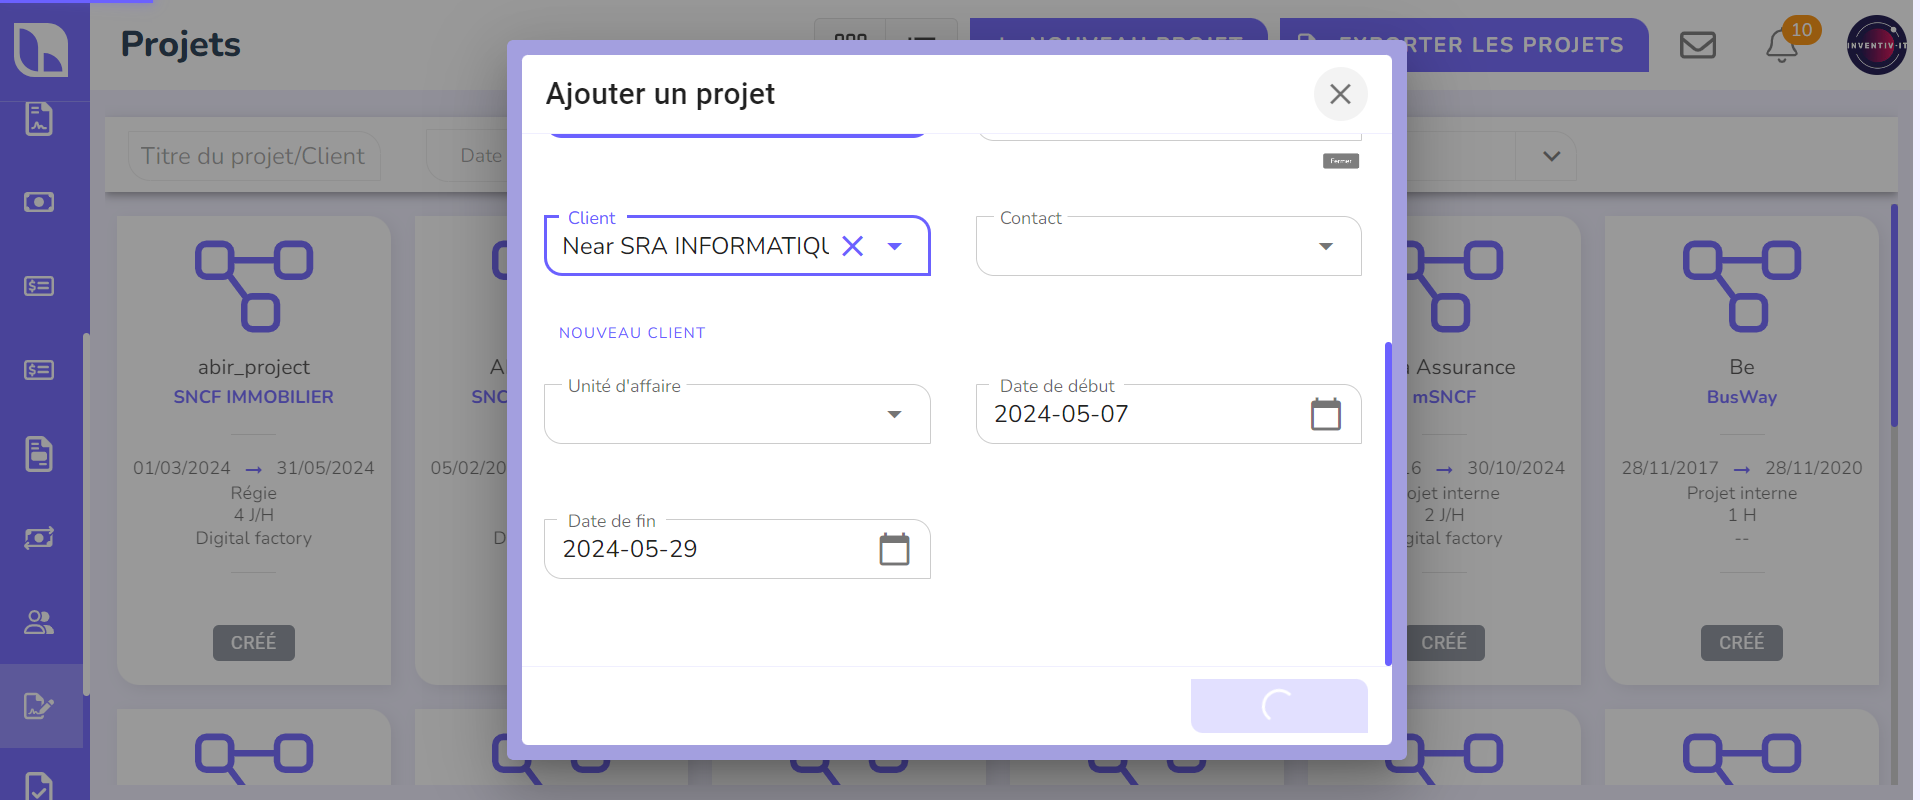 Projets
NOUVEAU PROJET
EXPORTER LES PROJETS
10
INVENTIV-IT
Titre du projet/Client
Date
Ajouter un projet
Fermer
Client
Near SRA INFORMATIQU
Contact
NOUVEAU CLIENT
Unité d'affaire
Date de début
2024-05-07
Date de fin
2024-05-29
abir_project
SNCF IMMOBILIER
01/03/2024 → 31/05/2024
Régie
4 J/H
Digital factory
CRÉÉ
A
SNC
05/02/20
D
Assurance
mSNCF
16 → 30/10/2024
ojet interne
2 J/H
gital factory
CRÉÉ
Be
BusWay
28/11/2017 → 28/11/2020
Projet interne
1 H
--
CRÉÉ